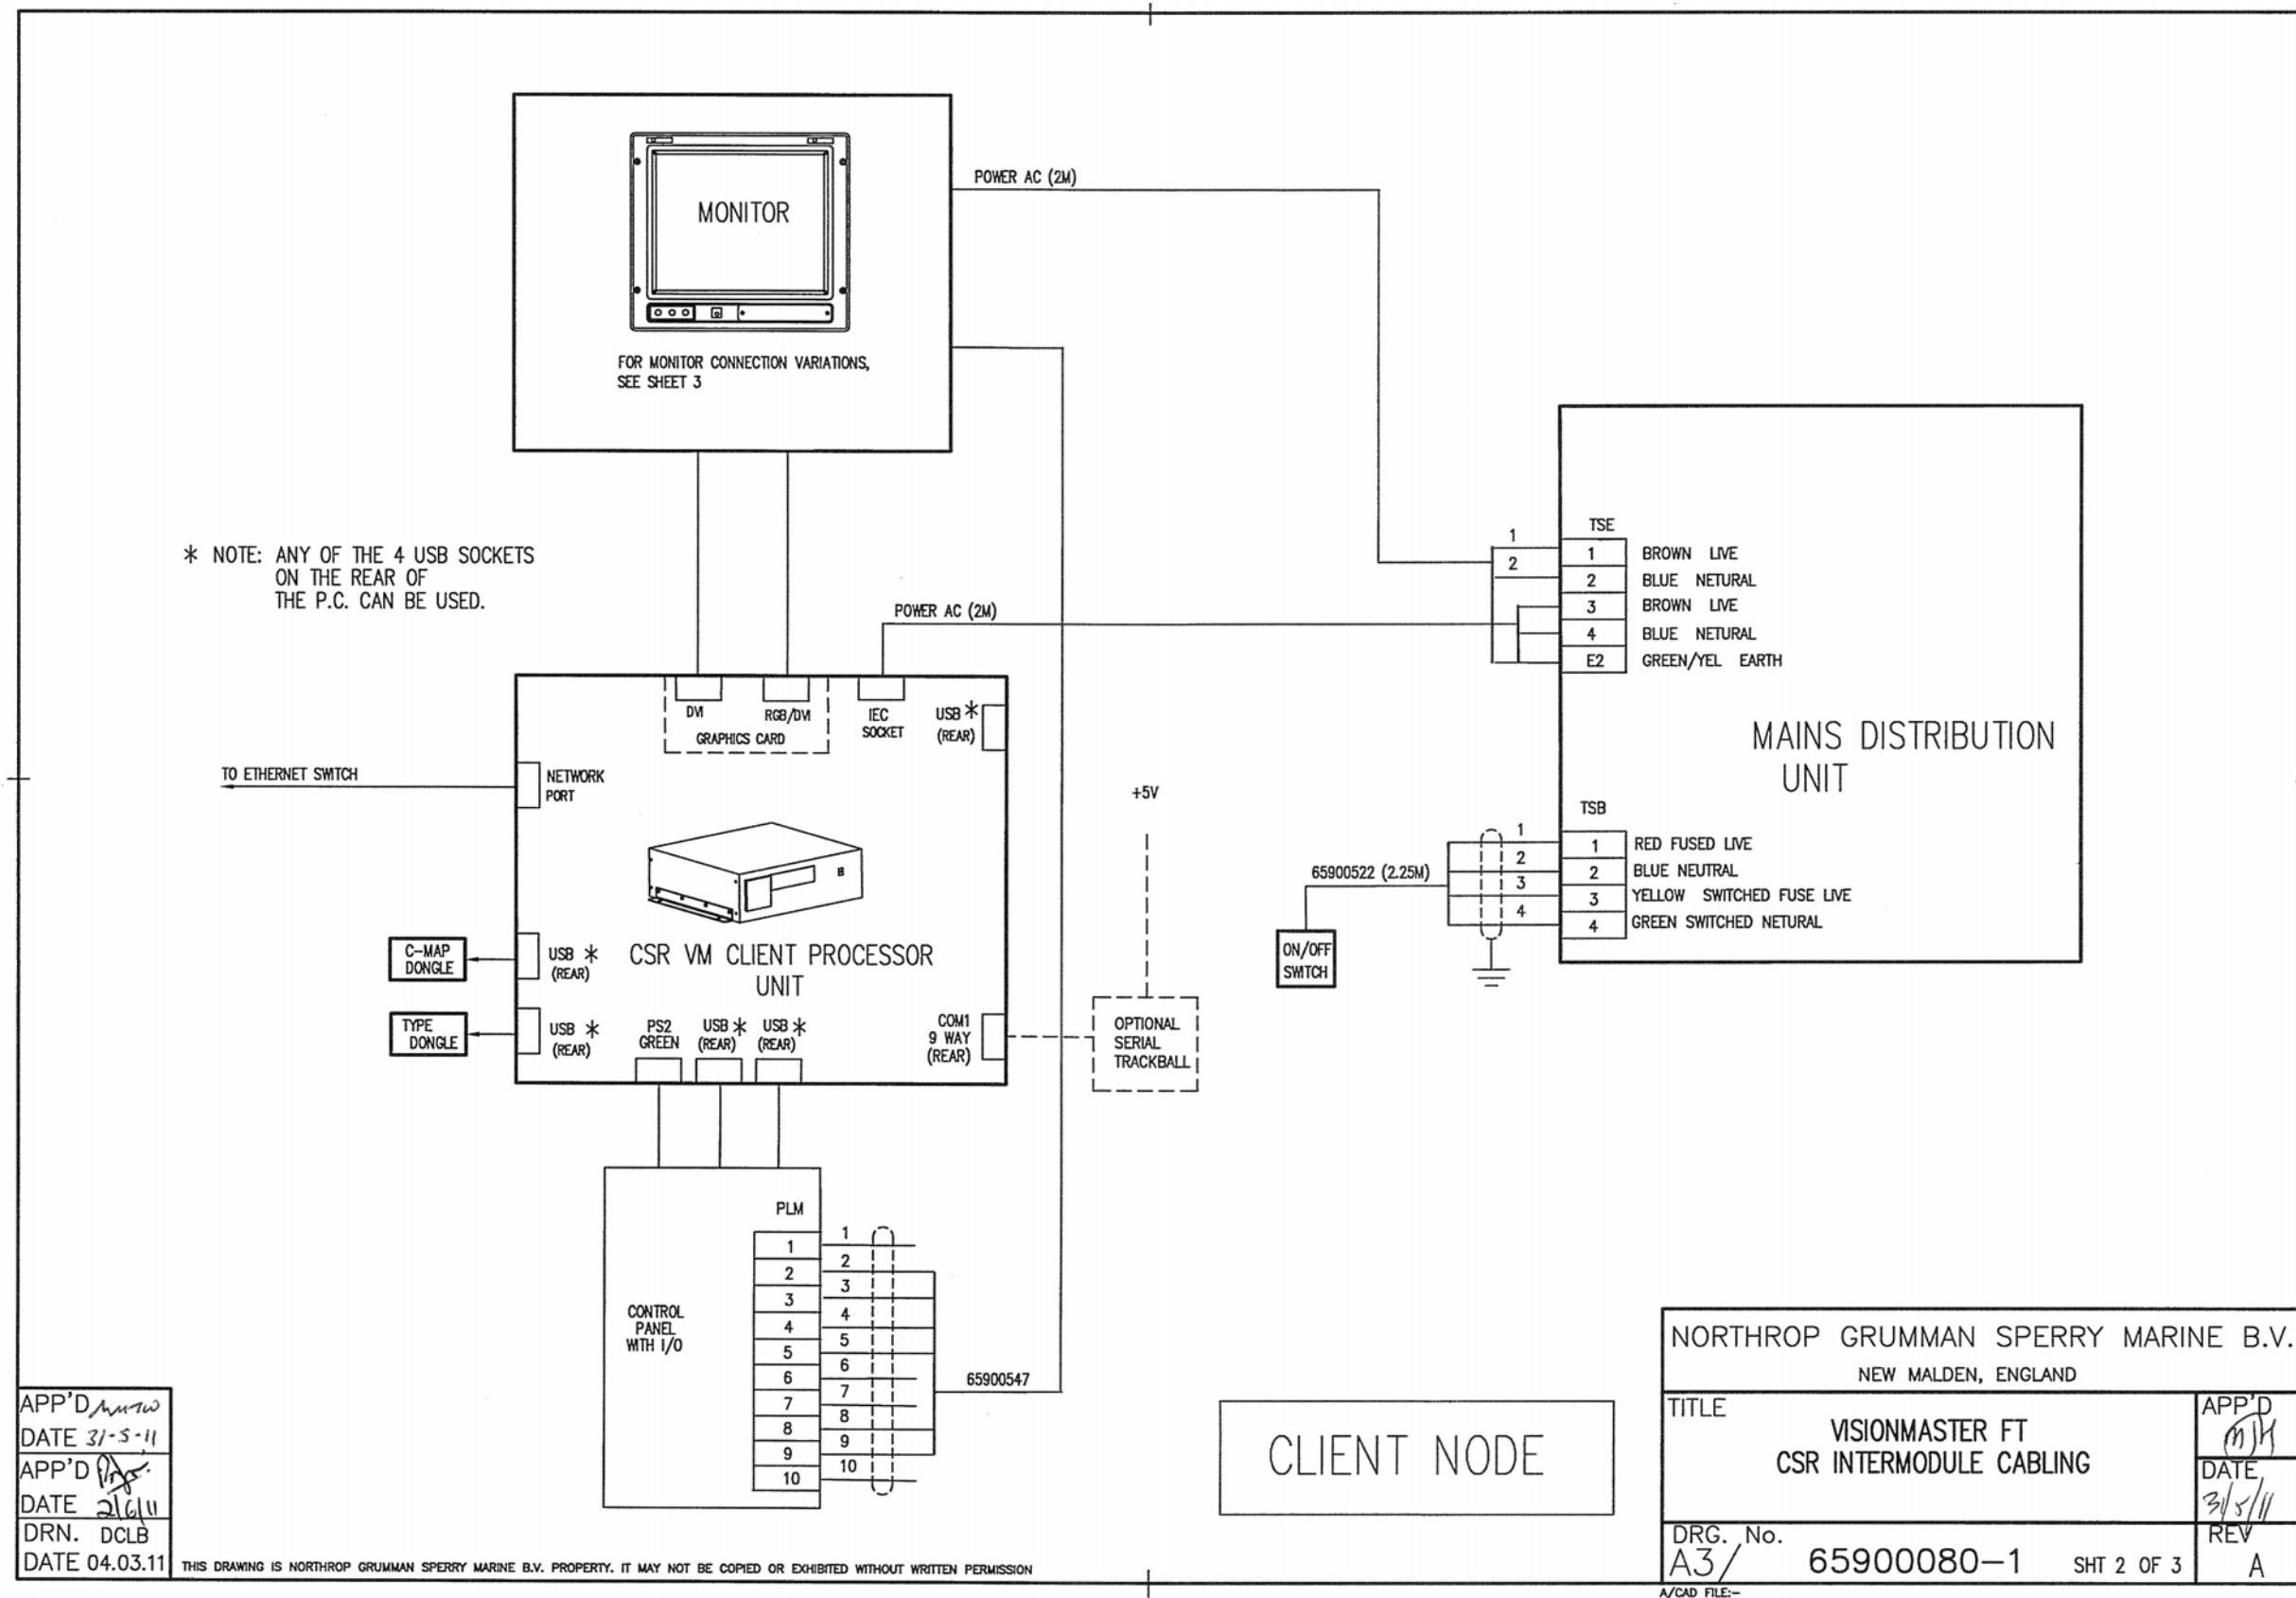 POWER AC (2M)
MONITOR
FOR MONITOR CONNECTION VARIATIONS,
SEE SHEET 3
* NOTE: ANY OF THE 4 USB SOCKETS
ON THE REAR OF
THE P.C. CAN BE USED.
POWER AC (2M)
TSE
1
2
1 BROWN LIVE
2 BLUE NETURAL
3 BROWN LIVE
4 BLUE NETURAL
E2 GREEN/YEL EARTH
MAINS DISTRIBUTION
UNIT
DVI
RGB/DVI
GRAPHICS CARD
IEC
SOCKET
USB *
(REAR)
TO ETHERNET SWITCH
NETWORK
PORT
+5V
TSB
1
2
3
4
1 RED FUSED LIVE
2 BLUE NEUTRAL
3 YELLOW SWITCHED FUSE LIVE
4 GREEN SWITCHED NETURAL
65900522 (2.25M)
ON/OFF
SWITCH
C-MAP
DONGLE
USB *
(REAR)
CSR VM CLIENT PROCESSOR
UNIT
TYPE
DONGLE
USB *
(REAR)
PS2
GREEN
USB *
(REAR)
USB *
(REAR)
COM1
9 WAY
(REAR)
OPTIONAL
SERIAL
TRACKBALL
PLM
1
2
3
4
5
6
7
8
9
10
1
2
3
4
5
6
7
8
9
10
CONTROL
PANEL
WITH I/O
65900547
CLIENT NODE
APP'D
DATE 31-5-11
APP'D
DATE 2/6/11
DRN. DCLB
DATE 04.03.11
THIS DRAWING IS NORTHROP GRUMMAN SPERRY MARINE B.V. PROPERTY. IT MAY NOT BE COPIED OR EXHIBITED WITHOUT WRITTEN PERMISSION
NORTHROP GRUMMAN SPERRY MARINE B.V.
NEW MALDEN, ENGLAND
TITLE
VISIONMASTER FT
CSR INTERMODULE CABLING
APP'D
DATE
31/5/11
DRG. No.
A3/ 65900080-1 SHT 2 OF 3
REV
A
A/CAD FILE:-